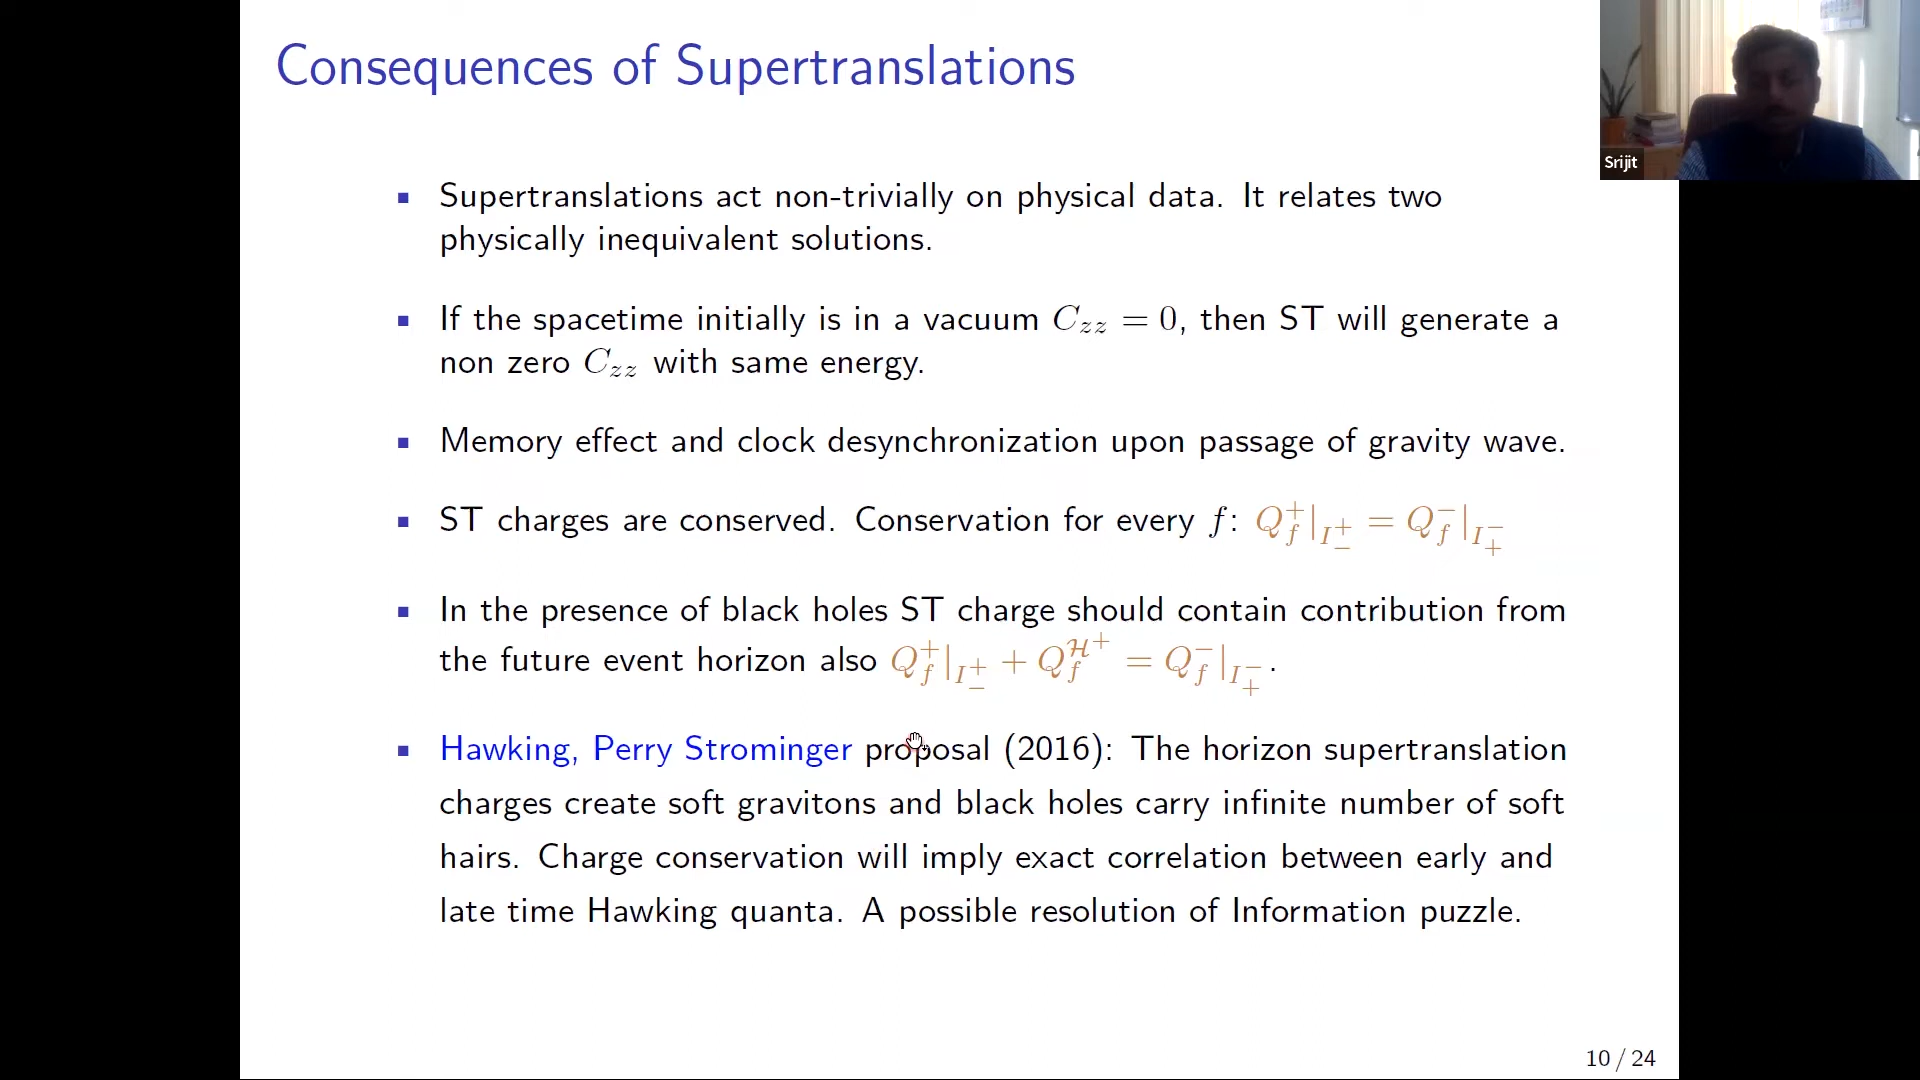 Consequences of Supertranslations
Srijit
▪ Supertranslations act non-trivially on physical data. It relates two
physically inequivalent solutions.
▪ If the spacetime initially is in a vacuum $C_{zz} = 0$, then ST will generate a
non zero $C_{zz}$ with same energy.
▪ Memory effect and clock desynchronization upon passage of gravity wave.
▪ ST charges are conserved. Conservation for every $f$: $Q_f^+|_{I_-^+} = Q_f^-|_{I_+^-}$
▪ In the presence of black holes ST charge should contain contribution from
the future event horizon also $Q_f^+|_{I_-^+} + Q_f^{\mathcal{H}^+} = Q_f^-|_{I_+^-}$.
▪ Hawking, Perry Strominger proposal (2016): The horizon supertranslation
charges create soft gravitons and black holes carry infinite number of soft
hairs. Charge conservation will imply exact correlation between early and
late time Hawking quanta. A possible resolution of Information puzzle.
10 / 24